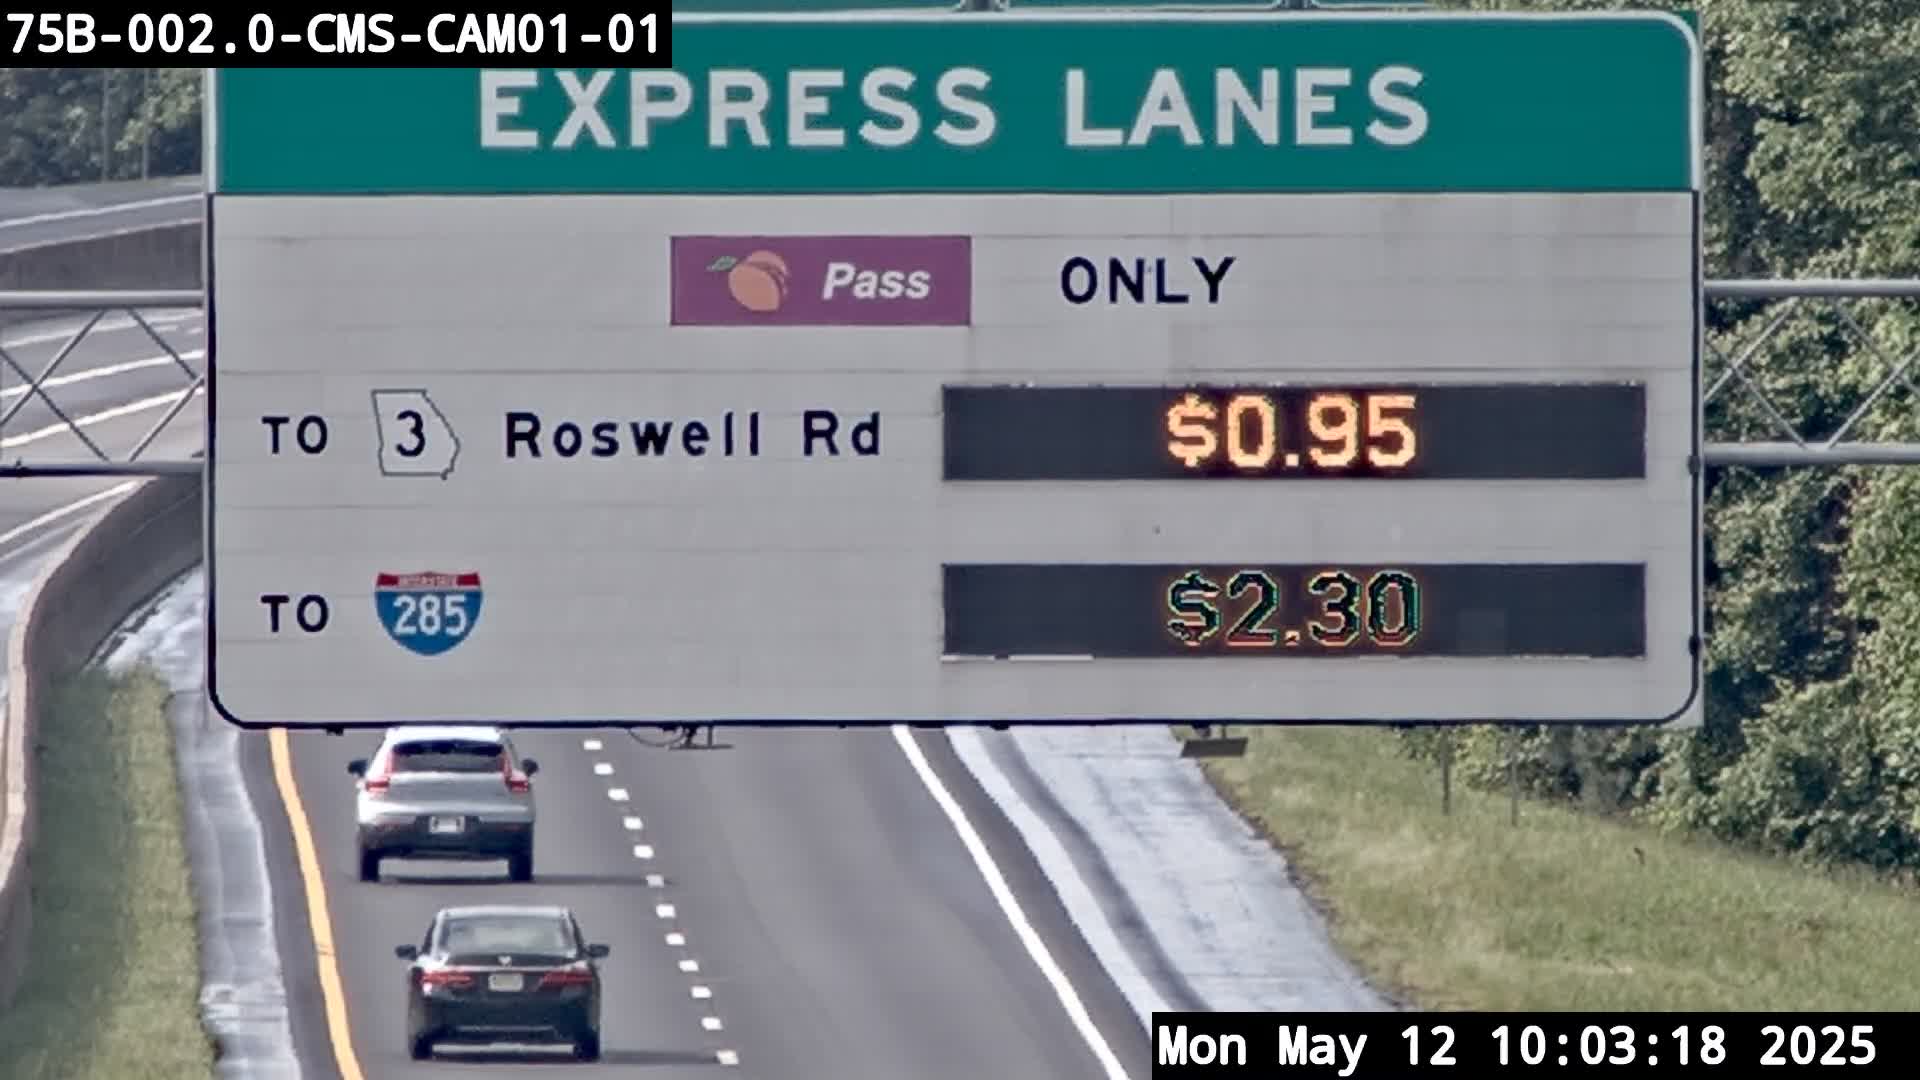 75B-002.0-CMS-CAM01-01
EXPRESS LANES
Pass ONLY
TO 3 Roswell Rd $0.95
TO INTERSTATE 285 $2.30
Mon May 12 10:03:18 2025